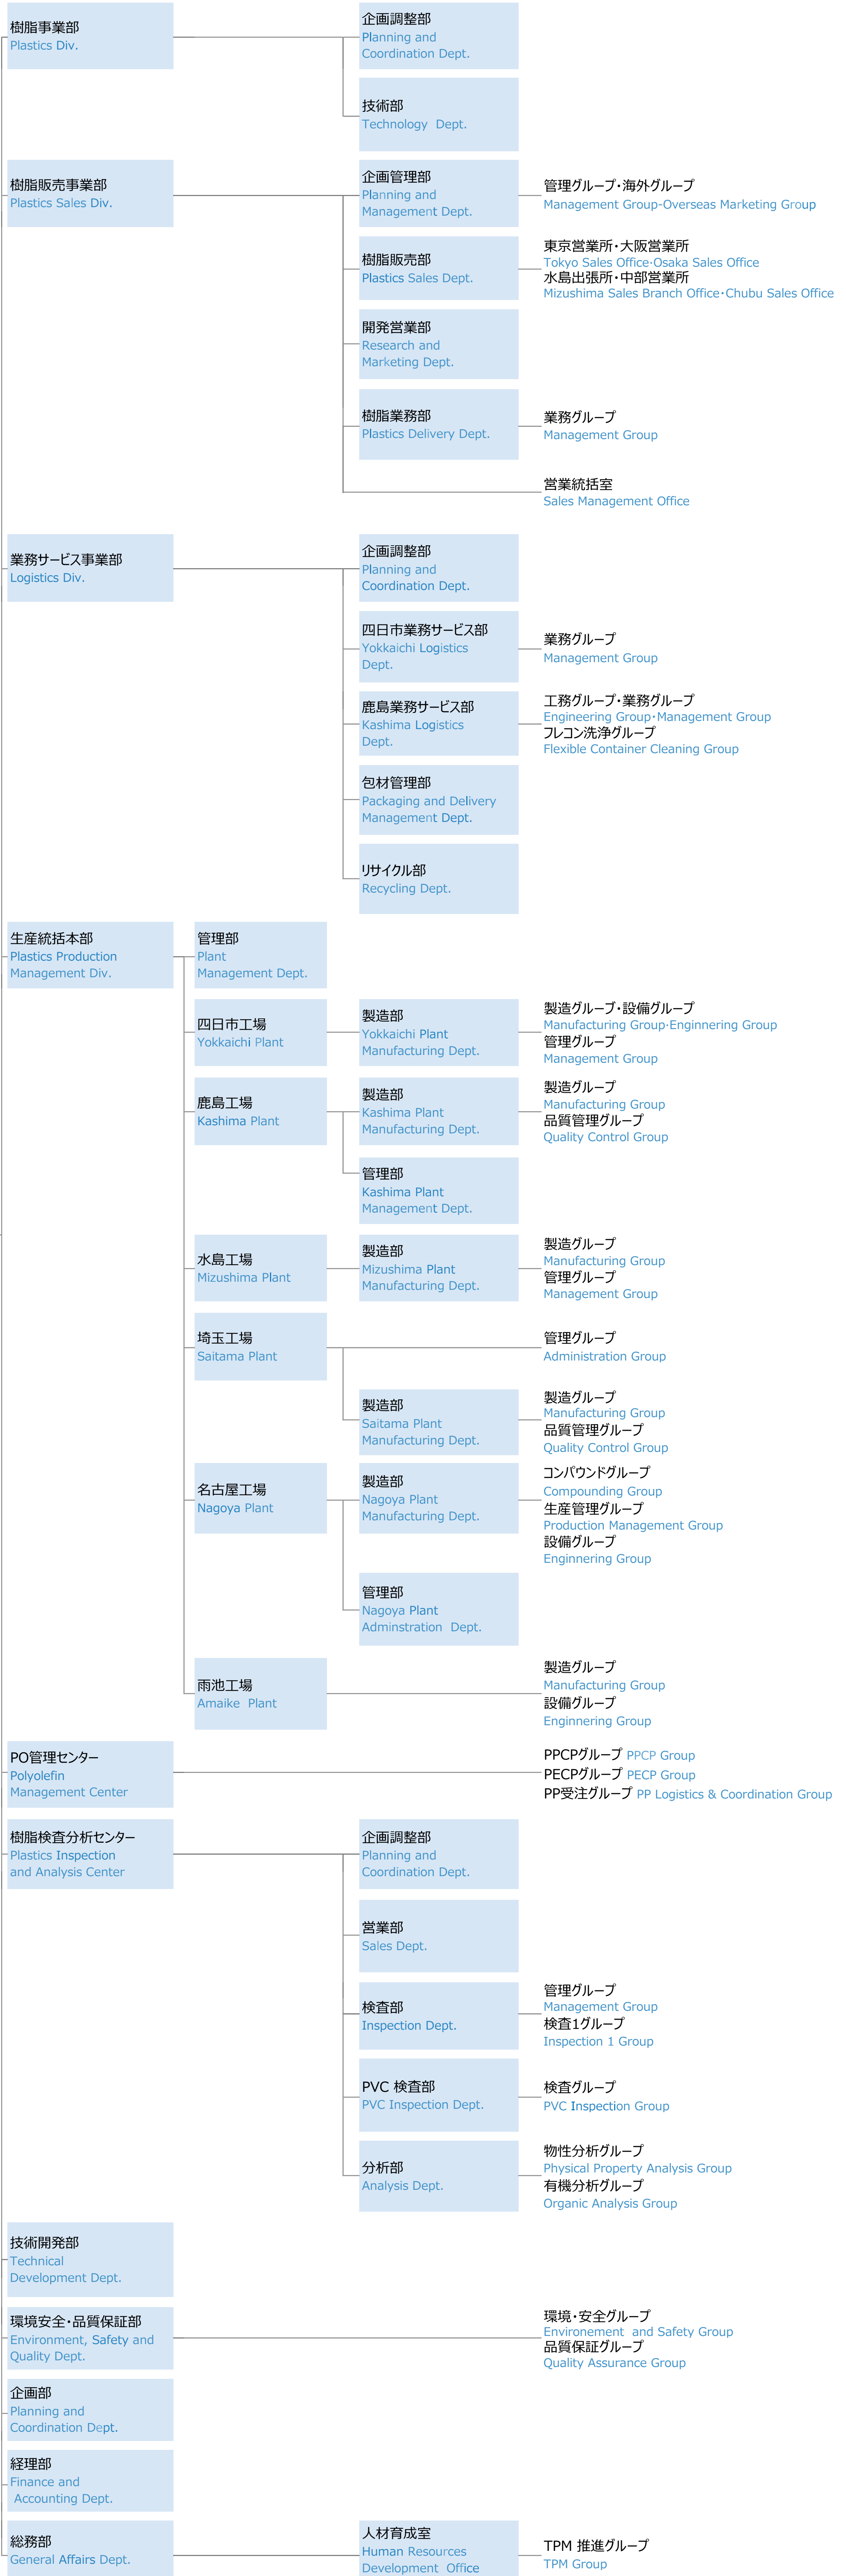 樹脂事業部
Plastics Div.
企画調整部
Planning and
Coordination Dept.
技術部
Technology Dept.
樹脂販売事業部
Plastics Sales Div.
企画管理部
Planning and
Management Dept.
管理グループ・海外グループ
Management Group-Overseas Marketing Group
樹脂販売部
Plastics Sales Dept.
東京営業所・大阪営業所
Tokyo Sales Office·Osaka Sales Office
水島出張所・中部営業所
Mizushima Sales Branch Office・Chubu Sales Office
開発営業部
Research and
Marketing Dept.
樹脂業務部
Plastics Delivery Dept.
業務グループ
Management Group
営業統括室
Sales Management Office
業務サービス事業部
Logistics Div.
企画調整部
Planning and
Coordination Dept.
四日市業務サービス部
Yokkaichi Logistics
Dept.
業務グループ
Management Group
鹿島業務サービス部
Kashima Logistics
Dept.
工務グループ・業務グループ
Engineering Group・Management Group
フレコン洗浄グループ
Flexible Container Cleaning Group
包材管理部
Packaging and Delivery
Management Dept.
リサイクル部
Recycling Dept.
生産統括本部
Plastics Production
Management Div.
管理部
Plant
Management Dept.
四日市工場
Yokkaichi Plant
製造部
Yokkaichi Plant
Manufacturing Dept.
製造グループ・設備グループ
Manufacturing Group·Enginnering Group
管理グループ
Management Group
鹿島工場
Kashima Plant
製造部
Kashima Plant
Manufacturing Dept.
製造グループ
Manufacturing Group
品質管理グループ
Quality Control Group
管理部
Kashima Plant
Management Dept.
水島工場
Mizushima Plant
製造部
Mizushima Plant
Manufacturing Dept.
製造グループ
Manufacturing Group
管理グループ
Management Group
埼玉工場
Saitama Plant
管理グループ
Administration Group
製造部
Saitama Plant
Manufacturing Dept.
製造グループ
Manufacturing Group
品質管理グループ
Quality Control Group
名古屋工場
Nagoya Plant
製造部
Nagoya Plant
Manufacturing Dept.
コンパウンドグループ
Compounding Group
生産管理グループ
Production Management Group
設備グループ
Enginnering Group
管理部
Nagoya Plant
Adminstration Dept.
雨池工場
Amaike Plant
製造グループ
Manufacturing Group
設備グループ
Enginnering Group
PO管理センター
Polyolefin
Management Center
PPCPグループ PPCP Group
PECPグループ PECP Group
PP受注グループ PP Logistics & Coordination Group
樹脂検査分析センター
Plastics Inspection
and Analysis Center
企画調整部
Planning and
Coordination Dept.
営業部
Sales Dept.
検査部
Inspection Dept.
管理グループ
Management Group
検査1グループ
Inspection 1 Group
PVC 検査部
PVC Inspection Dept.
検査グループ
PVC Inspection Group
分析部
Analysis Dept.
物性分析グループ
Physical Property Analysis Group
有機分析グループ
Organic Analysis Group
技術開発部
Technical
Development Dept.
環境安全・品質保証部
Environment, Safety and
Quality Dept.
環境・安全グループ
Environement and Safety Group
品質保証グループ
Quality Assurance Group
企画部
Planning and
Coordination Dept.
経理部
Finance and
Accounting Dept.
総務部
General Affairs Dept.
人材育成室
Human Resources
Development Office
TPM 推進グループ
TPM Group